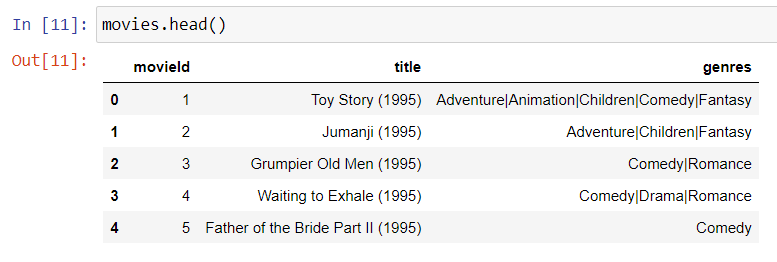 In [11]: movies.head()
Out[11]:
movieId title genres
0 1 Toy Story (1995) Adventure|Animation|Children|Comedy|Fantasy
1 2 Jumanji (1995) Adventure|Children|Fantasy
2 3 Grumpier Old Men (1995) Comedy|Romance
3 4 Waiting to Exhale (1995) Comedy|Drama|Romance
4 5 Father of the Bride Part II (1995) Comedy